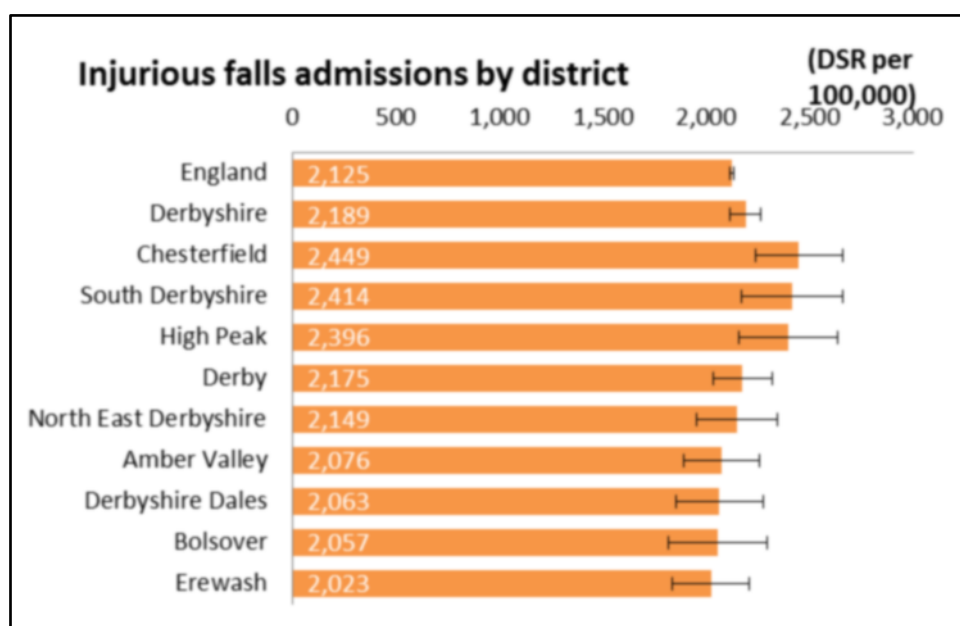 Injurious falls admissions by district
(DSR per
100,000)
0 500 1,000 1,500 2,000 2,500 3,000
England 2,125
Derbyshire 2,189
Chesterfield 2,449
South Derbyshire 2,414
High Peak 2,396
Derby 2,175
North East Derbyshire 2,149
Amber Valley 2,076
Derbyshire Dales 2,063
Bolsover 2,057
Erewash 2,023